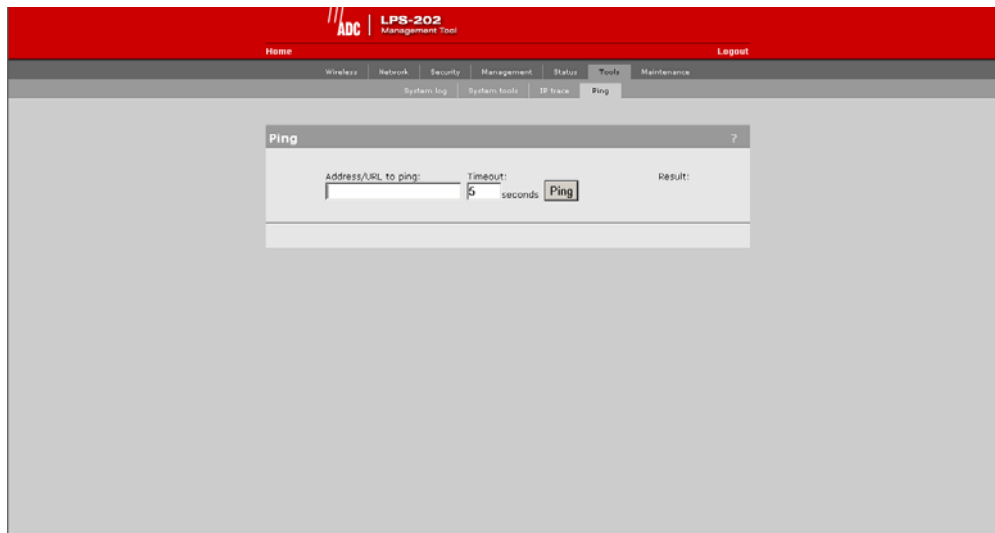 ADC LPS-202
Management Tool
Home Logout
Wireless Network Security Management Status Tools Maintenance
System log System tools IP trace Ping
Ping ?
Address/URL to ping: Timeout: Result:
5 seconds Ping